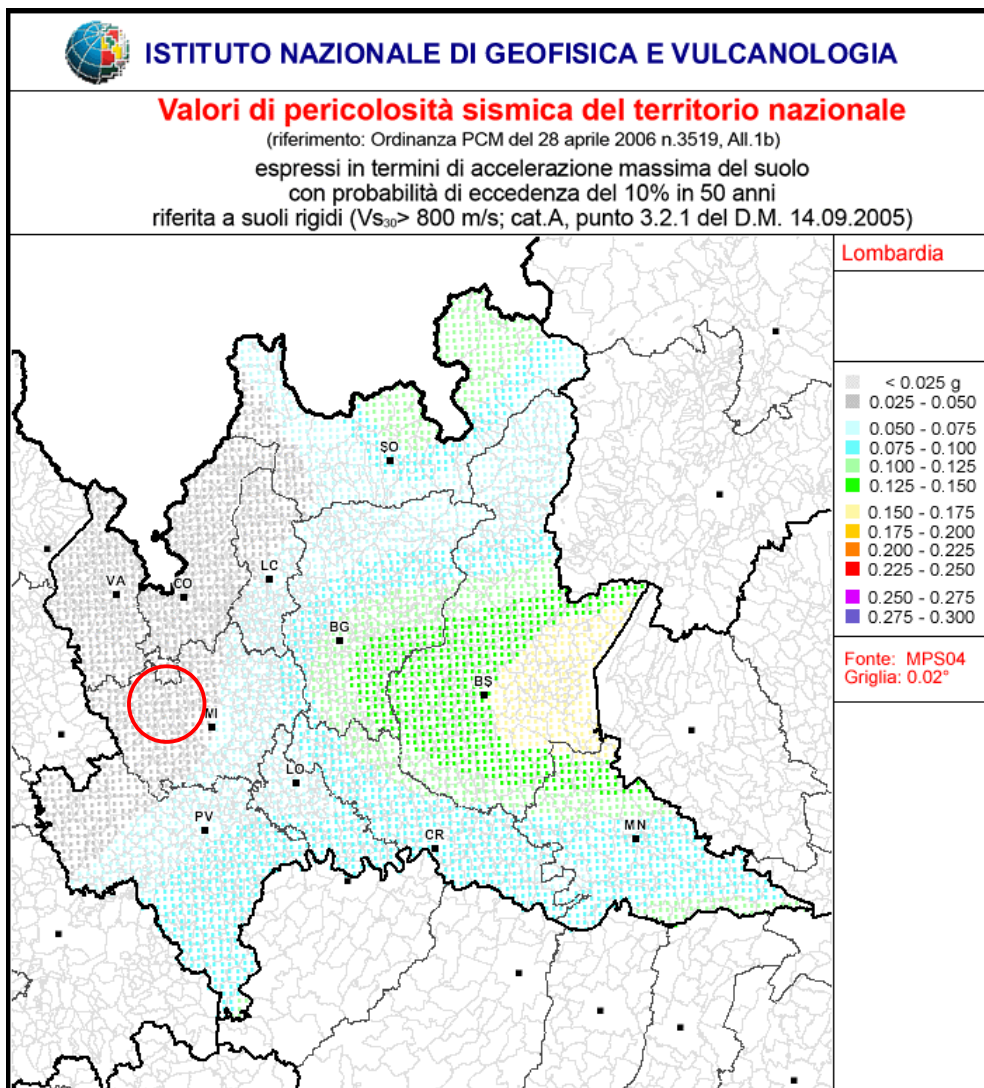 ISTITUTO NAZIONALE DI GEOFISICA E VULCANOLOGIA
Valori di pericolosità sismica del territorio nazionale
(riferimento: Ordinanza PCM del 28 aprile 2006 n.3519, All.1b)
espressi in termini di accelerazione massima del suolo
con probabilità di eccedenza del 10% in 50 anni
riferita a suoli rigidi (Vs₃₀> 800 m/s; cat.A, punto 3.2.1 del D.M. 14.09.2005)
Lombardia
< 0.025 g
0.025 - 0.050
0.050 - 0.075
0.075 - 0.100
0.100 - 0.125
0.125 - 0.150
0.150 - 0.175
0.175 - 0.200
0.200 - 0.225
0.225 - 0.250
0.250 - 0.275
0.275 - 0.300
Fonte: MPS04
Griglia: 0.02°
SO
LC
VA
CO
BG
BS
MI
LO
PV
CR
MN